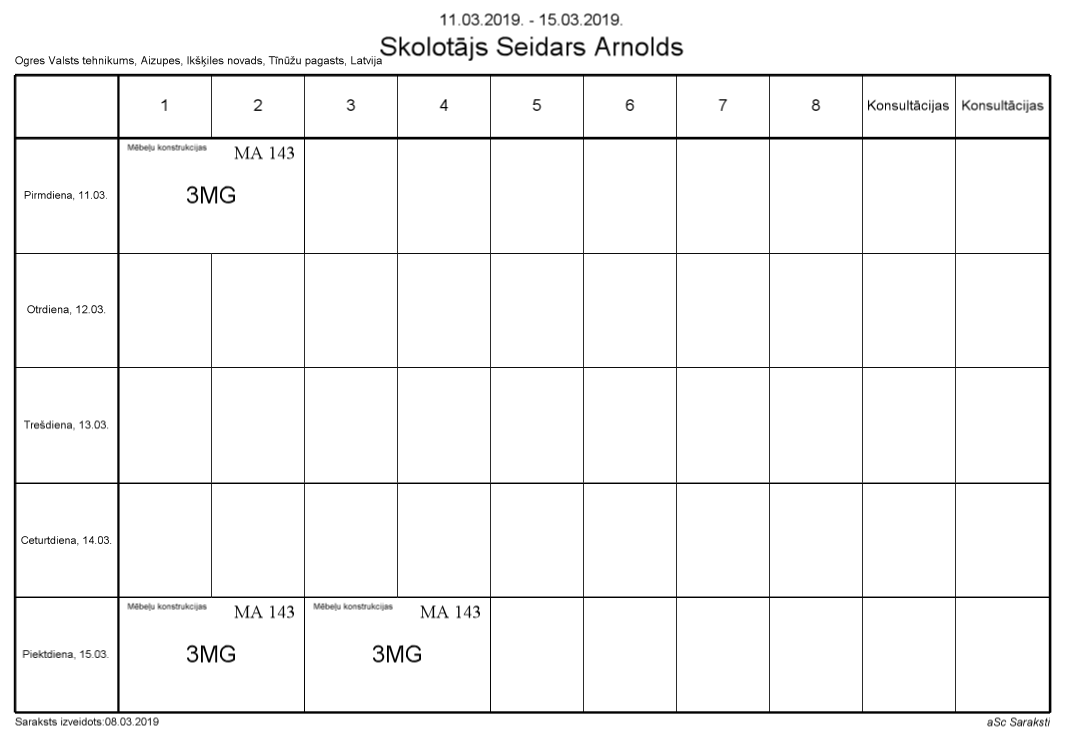 11.03.2019. - 15.03.2019.
Skolotājs Seidars Arnolds
Ogres Valsts tehnikums, Aizupes, Ikšķiles novads, Tīnūžu pagasts, Latvija
1 2 3 4 5 6 7 8 Konsultācijas Konsultācijas
Pirmdiena, 11.03.
Mēbeļu konstrukcijas MA 143
3MG
Otrdiena, 12.03.
Trešdiena, 13.03.
Ceturtdiena, 14.03.
Piektdiena, 15.03.
Mēbeļu konstrukcijas MA 143
3MG
Mēbeļu konstrukcijas MA 143
3MG
Saraksts izveidots:08.03.2019
aSc Saraksti